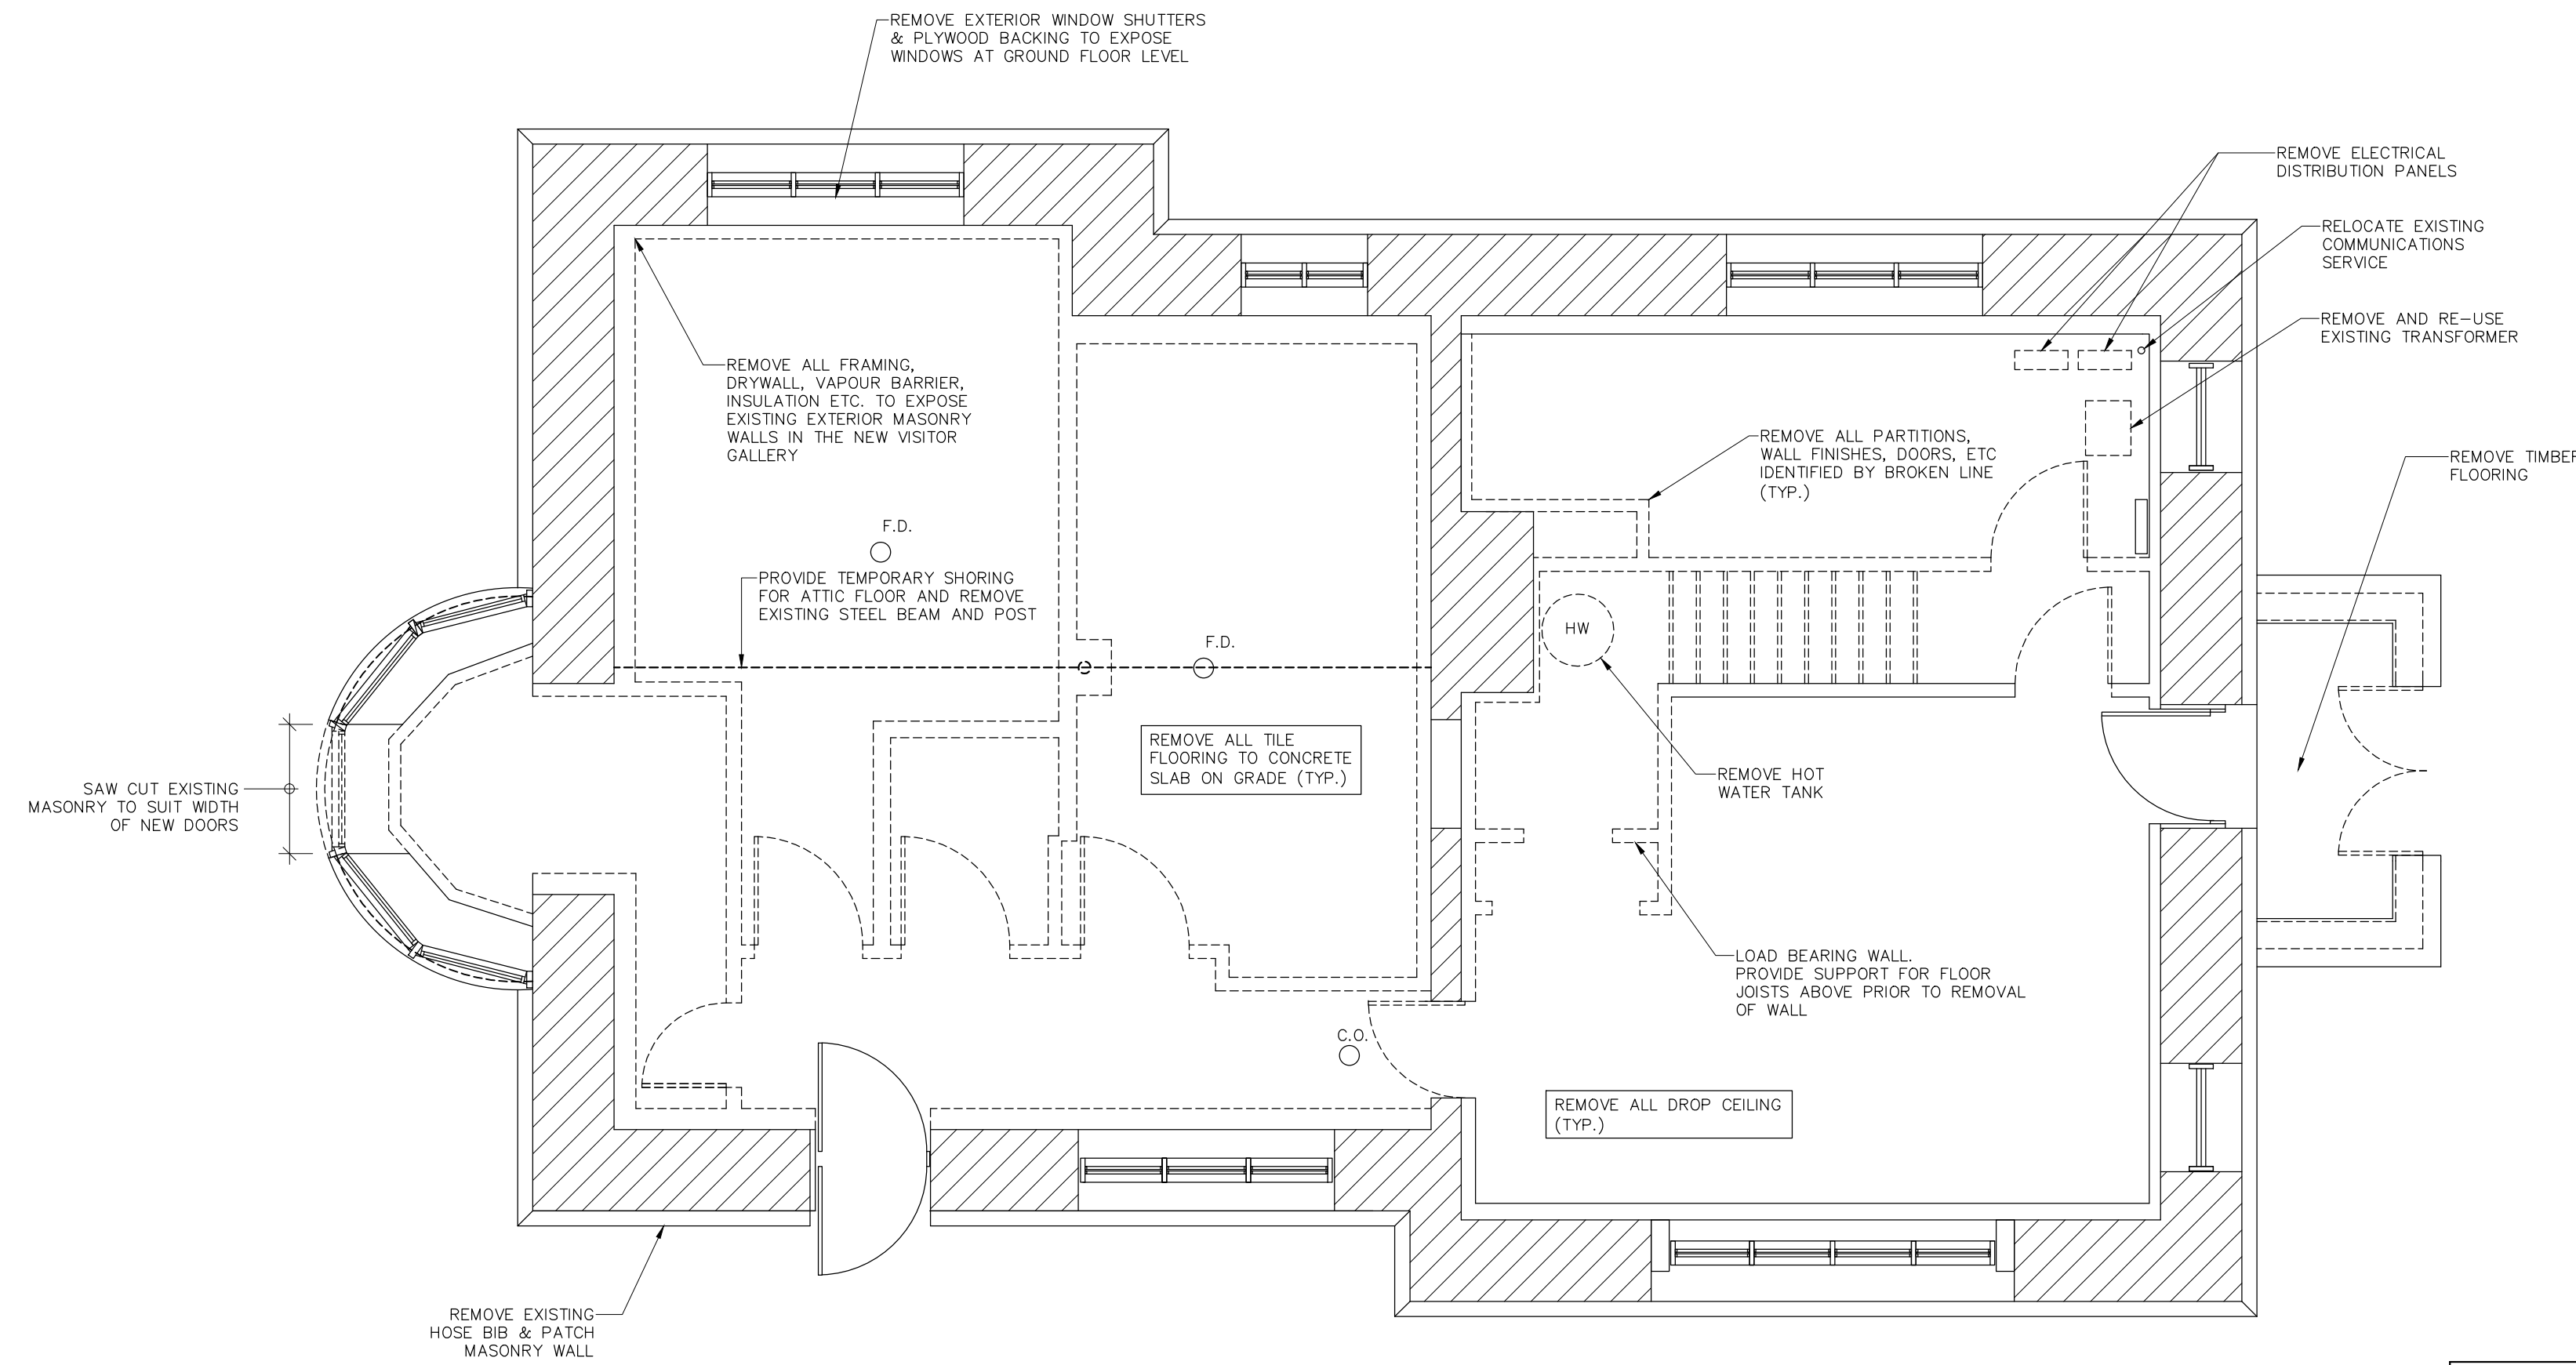 REMOVE EXTERIOR WINDOW SHUTTERS
& PLYWOOD BACKING TO EXPOSE
WINDOWS AT GROUND FLOOR LEVEL
REMOVE ELECTRICAL
DISTRIBUTION PANELS
RELOCATE EXISTING
COMMUNICATIONS
SERVICE
REMOVE AND RE-USE
EXISTING TRANSFORMER
REMOVE ALL FRAMING,
DRYWALL, VAPOUR BARRIER,
INSULATION ETC. TO EXPOSE
EXISTING EXTERIOR MASONRY
WALLS IN THE NEW VISITOR
GALLERY
REMOVE ALL PARTITIONS,
WALL FINISHES, DOORS, ETC
IDENTIFIED BY BROKEN LINE
(TYP.)
REMOVE TIMBER
FLOORING
F.D.
PROVIDE TEMPORARY SHORING
FOR ATTIC FLOOR AND REMOVE
EXISTING STEEL BEAM AND POST
F.D.
HW
REMOVE ALL TILE
FLOORING TO CONCRETE
SLAB ON GRADE (TYP.)
REMOVE HOT
WATER TANK
SAW CUT EXISTING
MASONRY TO SUIT WIDTH
OF NEW DOORS
LOAD BEARING WALL.
PROVIDE SUPPORT FOR FLOOR
JOISTS ABOVE PRIOR TO REMOVAL
OF WALL
C.O.
REMOVE ALL DROP CEILING
(TYP.)
REMOVE EXISTING
HOSE BIB & PATCH
MASONRY WALL